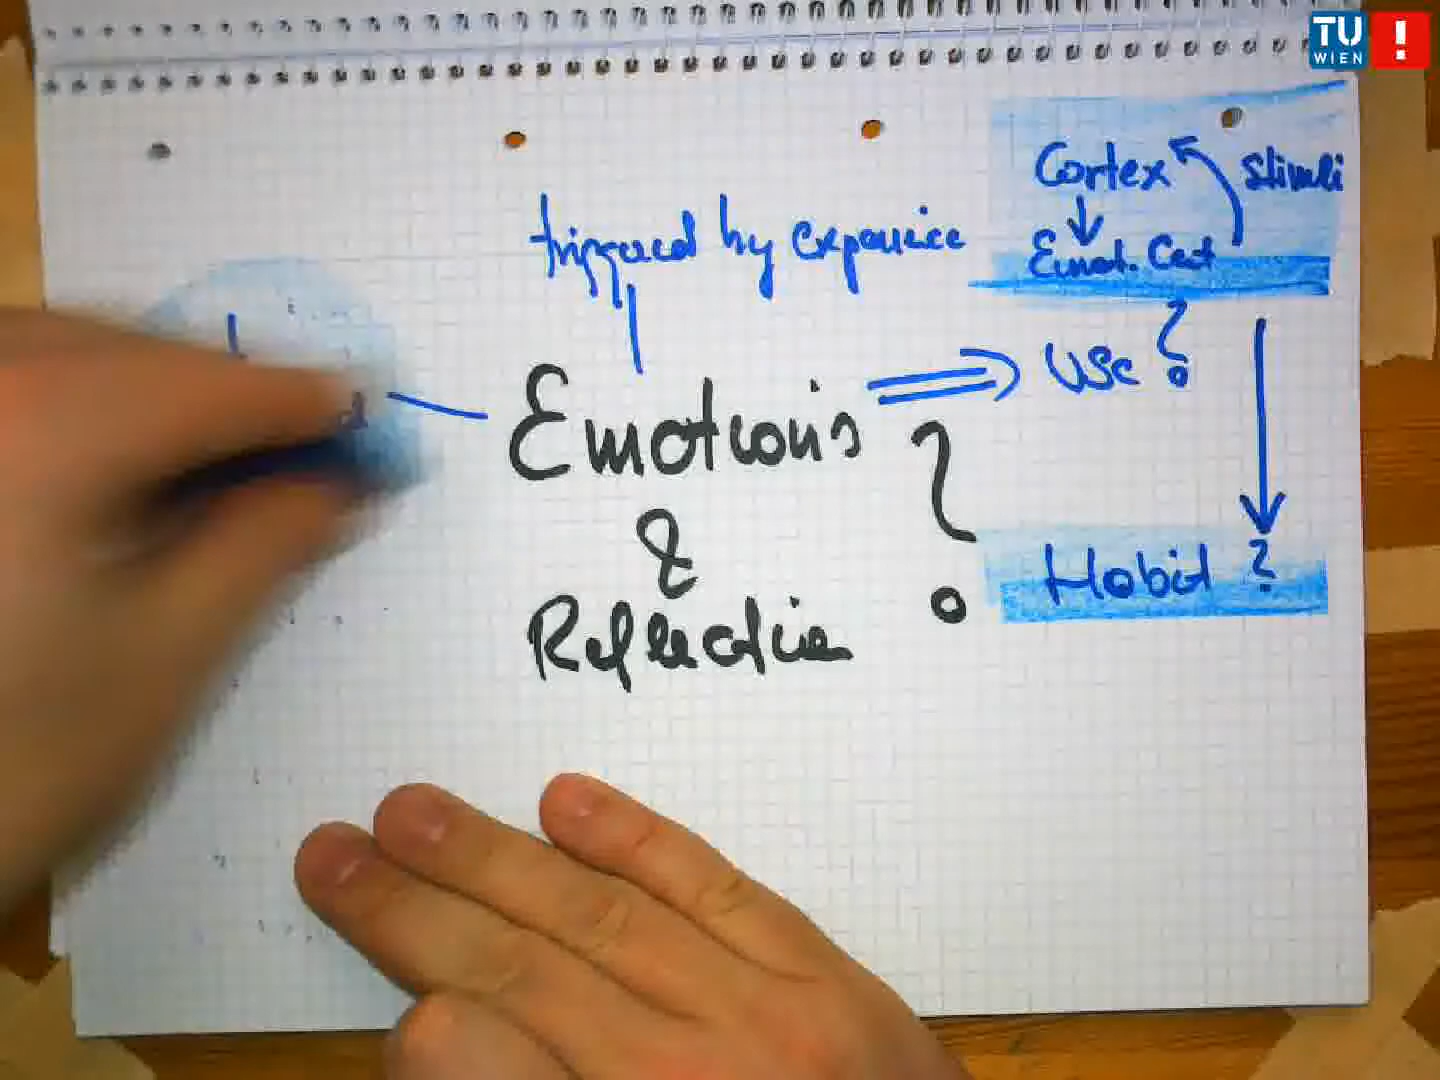 TU
WIEN
!
Cortex
Stimuli
Emot. Cat
triggered by experience
Use ?
Emotions
&
Reflection
?
Habit ?